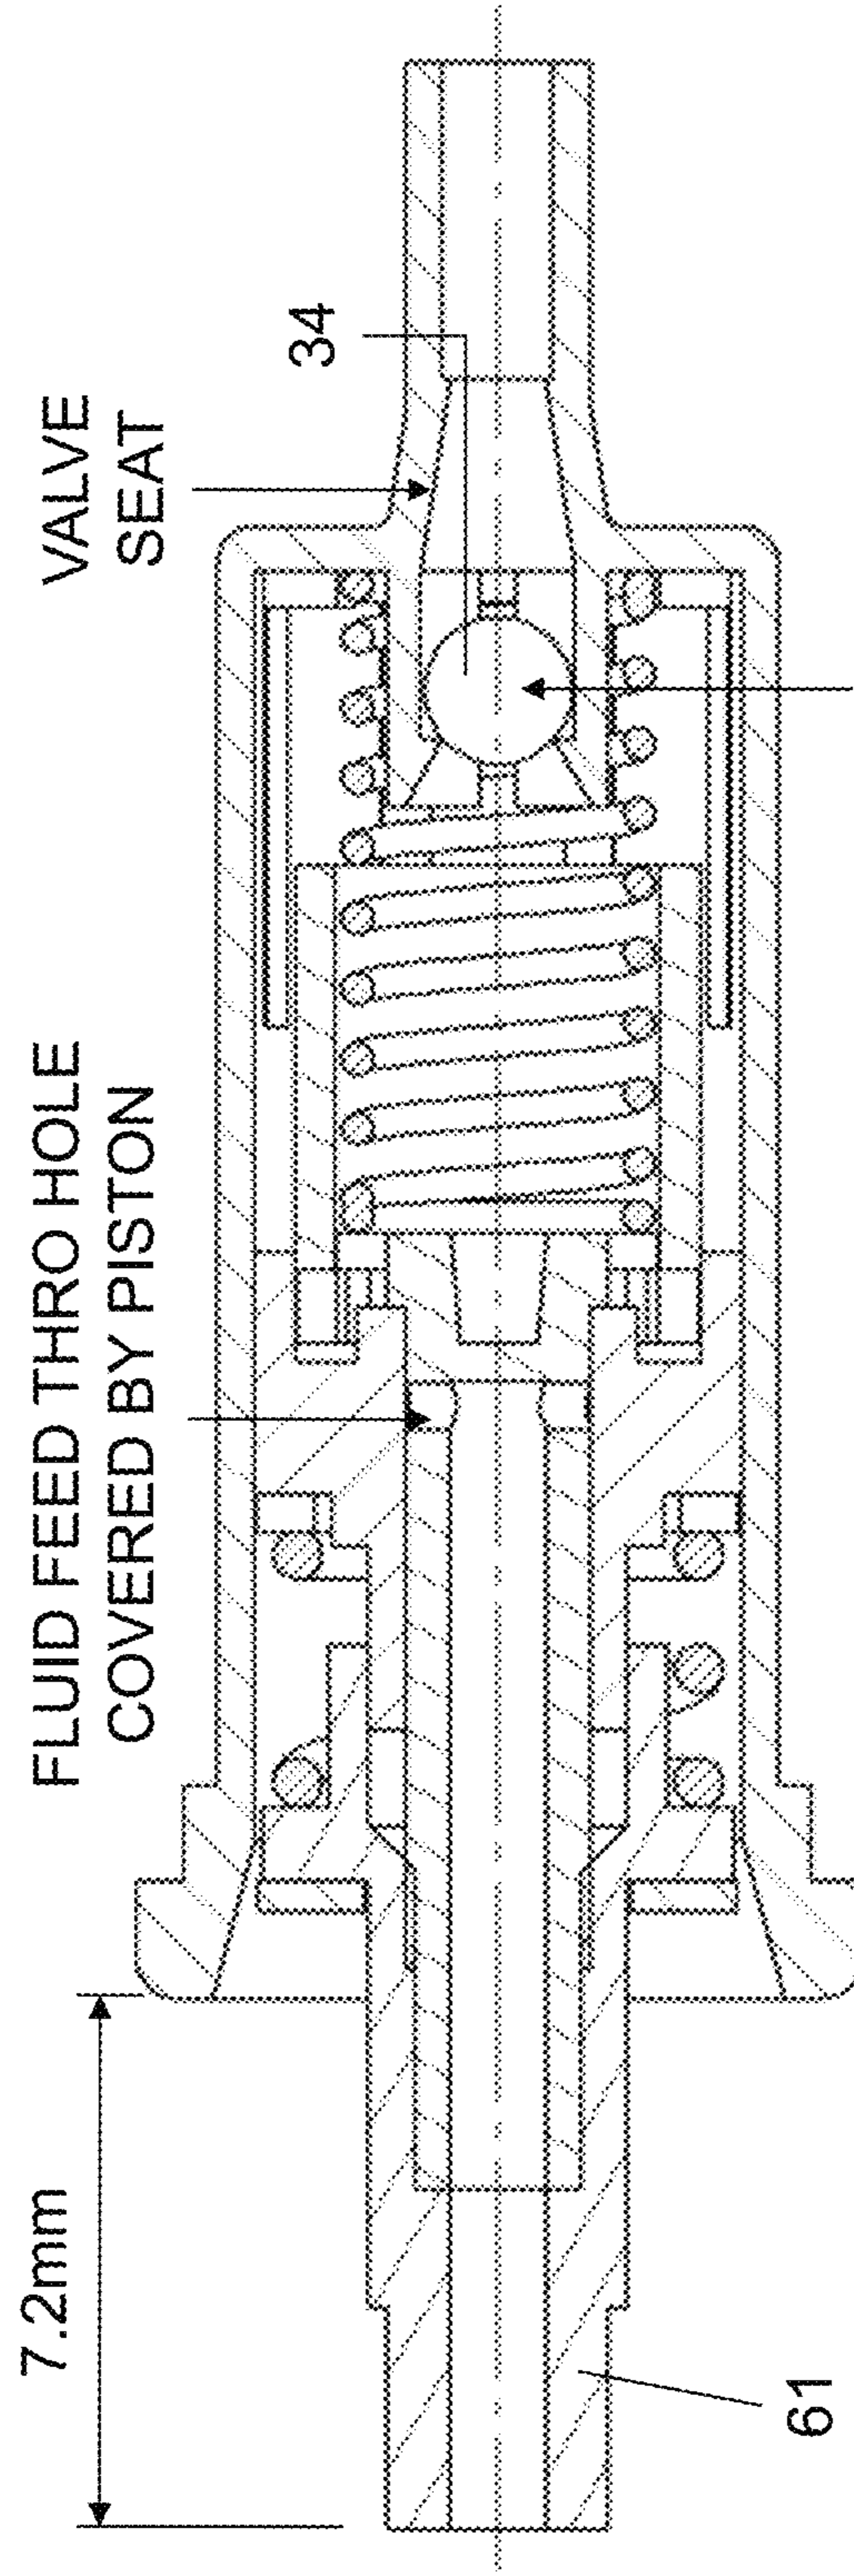 VALVE
SEAT
34
FLUID FEED THRO HOLE
COVERED BY PISTON
7.2mm
61